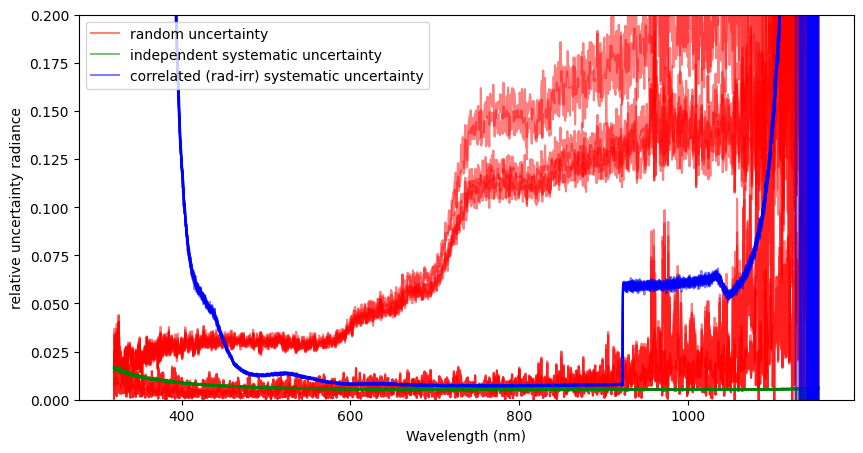 random uncertainty
independent systematic uncertainty
correlated (rad-irr) systematic uncertainty
relative uncertainty radiance
0.200
0.175
0.150
0.125
0.100
0.075
0.050
0.025
0.000
400
600
800
1000
Wavelength (nm)